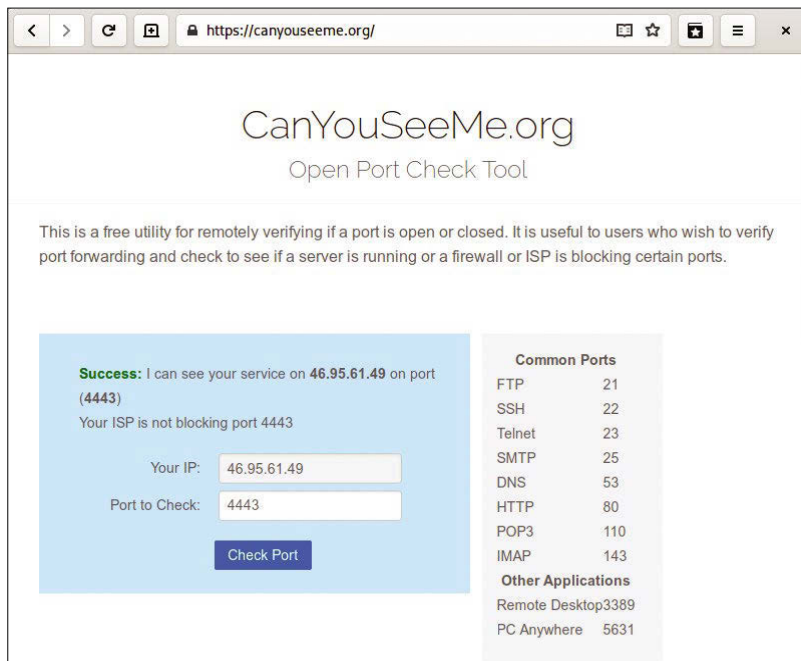 https://canyouseeme.org/
CanYouSeeMe.org
Open Port Check Tool
This is a free utility for remotely verifying if a port is open or closed. It is useful to users who wish to verify
port forwarding and check to see if a server is running or a firewall or ISP is blocking certain ports.
Success: I can see your service on 46.95.61.49 on port
(4443)
Your ISP is not blocking port 4443
Your IP: 46.95.61.49
Port to Check: 4443
Check Port
Common Ports
FTP 21
SSH 22
Telnet 23
SMTP 25
DNS 53
HTTP 80
POP3 110
IMAP 143
Other Applications
Remote Desktop3389
PC Anywhere 5631